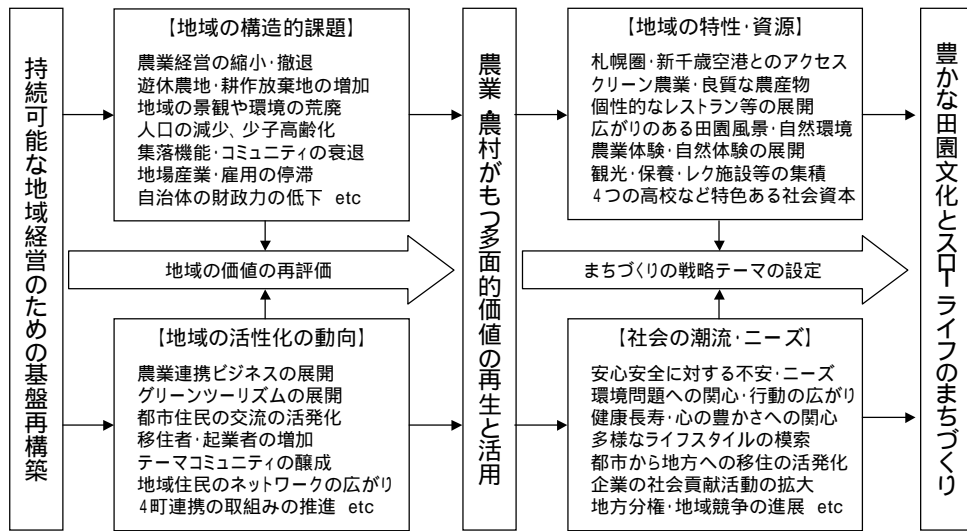 持続可能な地域経営のための基盤再構築
【地域の構造的課題】
農業経営の縮小・撤退
遊休農地・耕作放棄地の増加
地域の景観や環境の荒廃
人口の減少、少子高齢化
集落機能・コミュニティの衰退
地場産業・雇用の停滞
自治体の財政力の低下 etc
地域の価値の再評価
【地域の活性化の動向】
農業連携ビジネスの展開
グリーンツーリズムの展開
都市住民の交流の活発化
移住者・起業者の増加
テーマコミュニティの醸成
地域住民のネットワークの広がり
4町連携の取組みの推進 etc
農業・農村がもつ多面的価値の再生と活用
【地域の特性・資源】
札幌圏・新千歳空港とのアクセス
クリーン農業・良質な農産物
個性的なレストラン等の展開
広がりのある田園風景・自然環境
農業体験・自然体験の展開
観光・保養・レク施設等の集積
4つの高校など特色ある社会資本
まちづくりの戦略テーマの設定
【社会の潮流・ニーズ】
安心安全に対する不安・ニーズ
環境問題への関心・行動の広がり
健康長寿・心の豊かさへの関心
多様なライフスタイルの模索
都市から地方への移住の活発化
企業の社会貢献活動の拡大
地方分権・地域競争の進展 etc
豊かな田園文化とスローライフのまちづくり